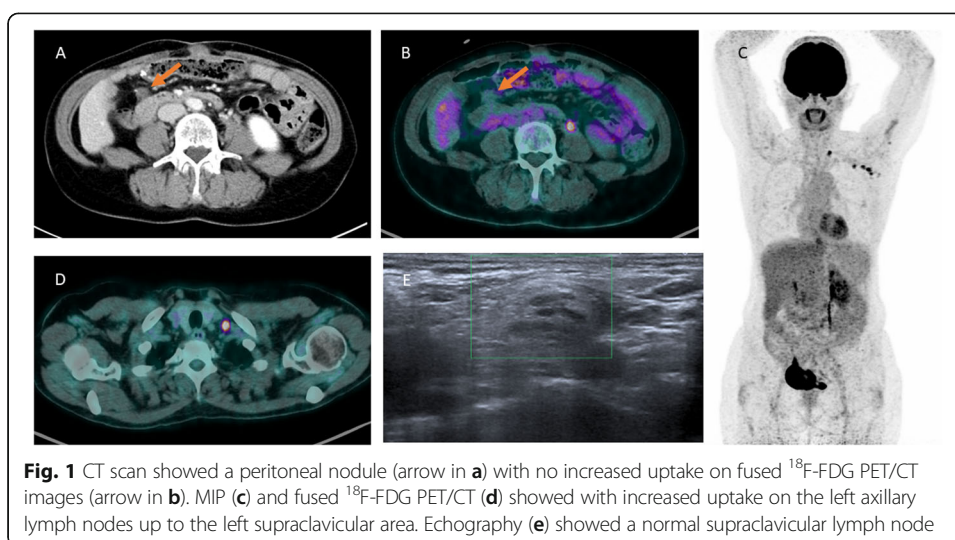 A
B
C
D
E
Fig. 1 CT scan showed a peritoneal nodule (arrow in a) with no increased uptake on fused ¹⁸F-FDG PET/CT
images (arrow in b). MIP (c) and fused ¹⁸F-FDG PET/CT (d) showed with increased uptake on the left axillary
lymph nodes up to the left supraclavicular area. Echography (e) showed a normal supraclavicular lymph node